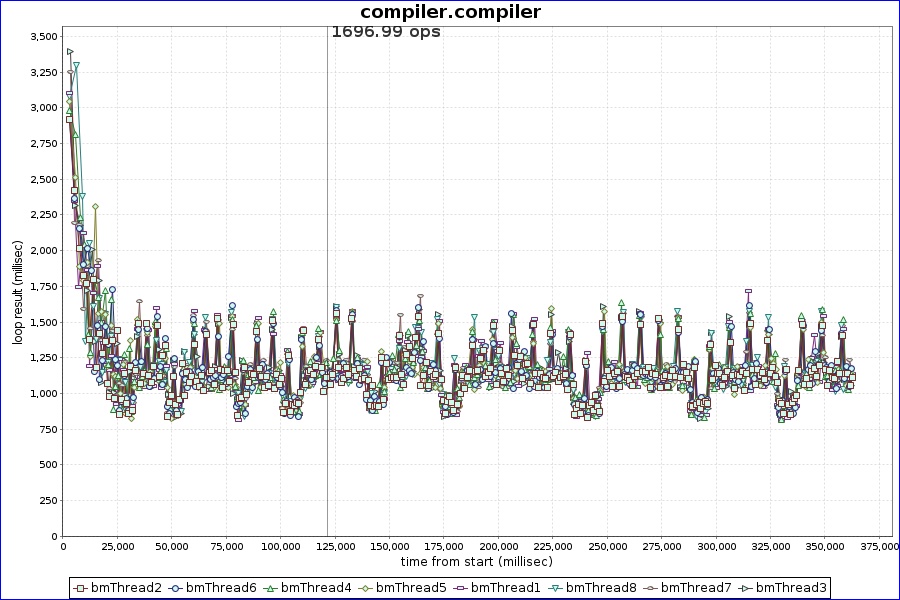 compiler.compiler
1696.99 ops
3,500
3,250
3,000
2,750
2,500
2,250
2,000
1,750
1,500
1,250
1,000
750
500
250
0
loop result (millisec)
0 25,000 50,000 75,000 100,000 125,000 150,000 175,000 200,000 225,000 250,000 275,000 300,000 325,000 350,000 375,000
time from start (millisec)
bmThread2 bmThread6 bmThread4 bmThread5 bmThread1 bmThread8 bmThread7 bmThread3